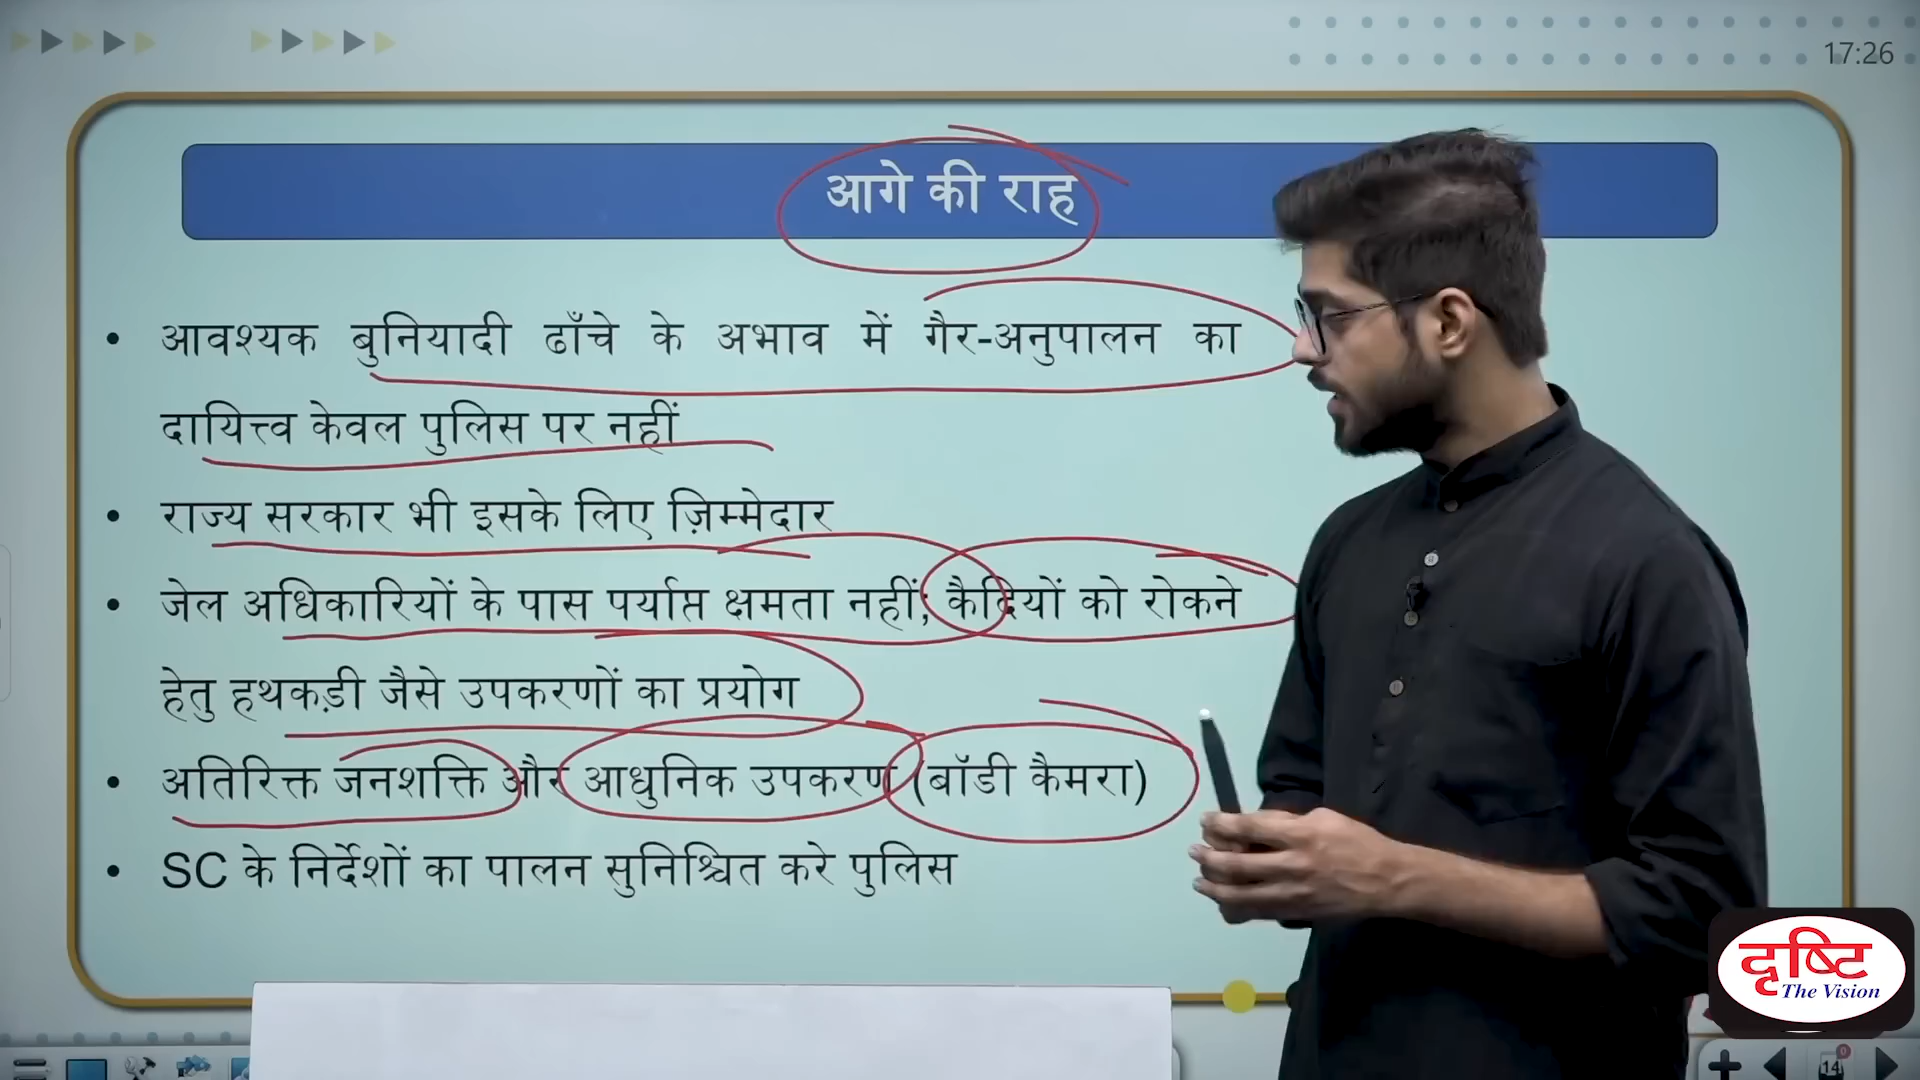 17:26
आगे की राह
• आवश्यक बुनियादी ढाँचे के अभाव में गैर-अनुपालन का
दायित्त्व केवल पुलिस पर नहीं
• राज्य सरकार भी इसके लिए ज़िम्मेदार
• जेल अधिकारियों के पास पर्याप्त क्षमता नहीं; कैदियों को रोकने
हेतु हथकड़ी जैसे उपकरणों का प्रयोग
• अतिरिक्त जनशक्ति और आधुनिक उपकरण (बॉडी कैमरा)
• SC के निर्देशों का पालन सुनिश्चित करे पुलिस
दृष्टि
The Vision
14